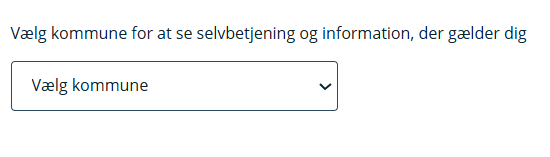 Vælg kommune for at se selvbetjening og information, der gælder dig
Vælg kommune